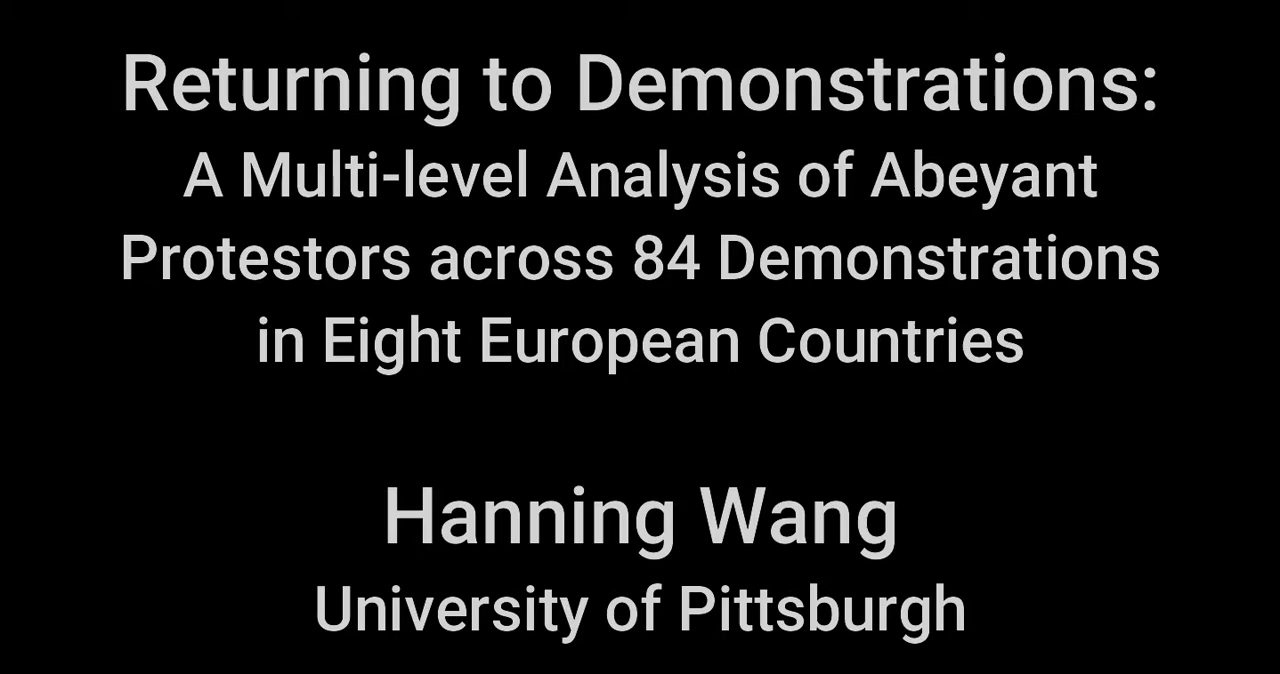 Returning to Demonstrations:
A Multi-level Analysis of Abeyant
Protestors across 84 Demonstrations
in Eight European Countries
Hanning Wang
University of Pittsburgh